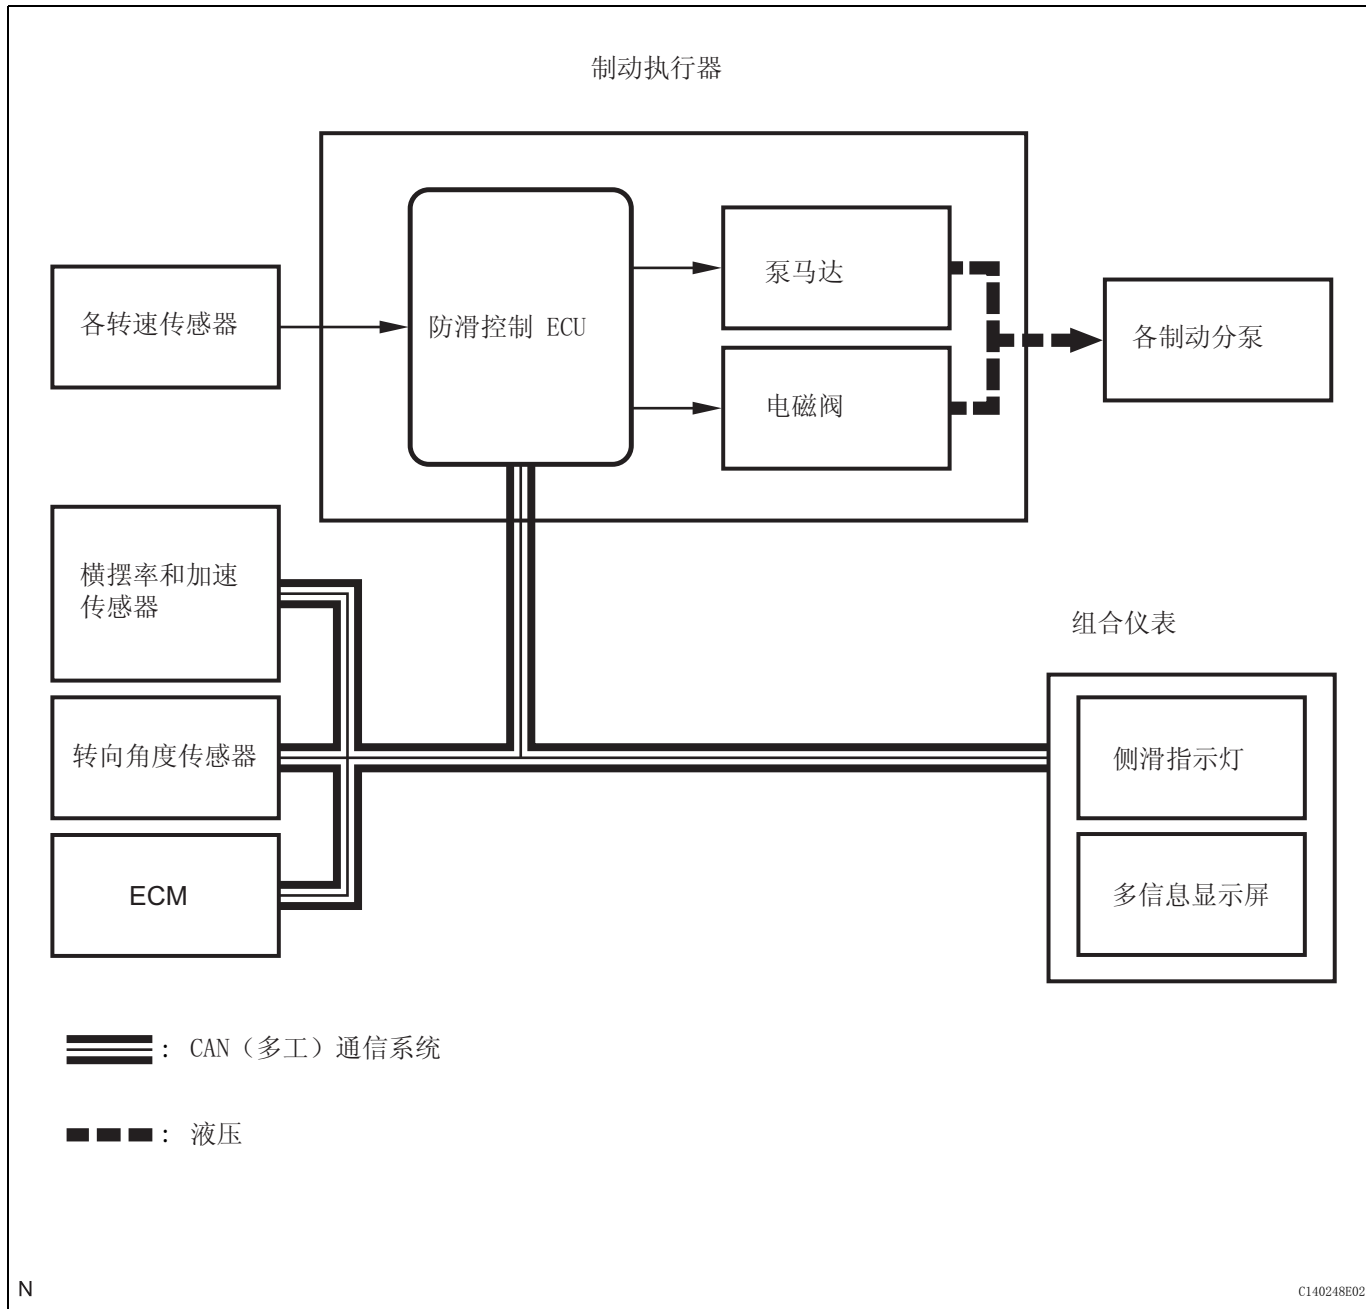 制动执行器
各转速传感器
防滑控制 ECU
泵马达
电磁阀
各制动分泵
横摆率和加速
传感器
转向角度传感器
ECM
组合仪表
侧滑指示灯
多信息显示屏
: CAN（多工）通信系统
: 液压
N
C140248E02